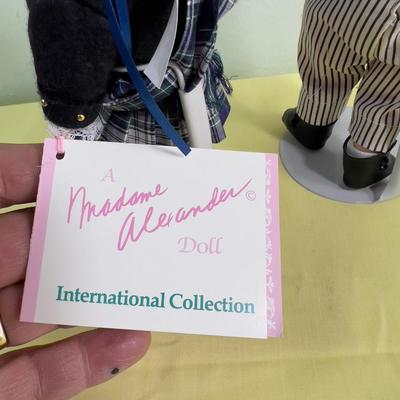 A
Madame
Alexander ©
Doll
International Collection